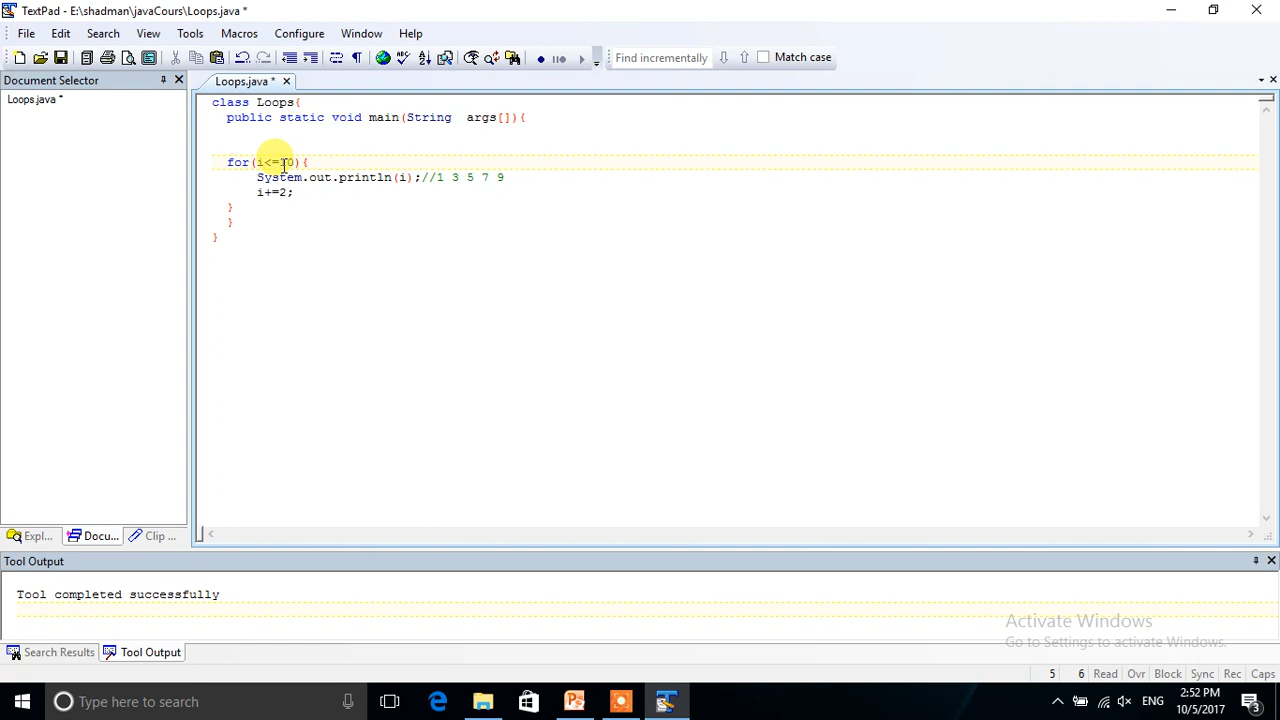 TextPad - E:\shadman\javaCours\Loops.java *
File Edit Search View Tools Macros Configure Window Help
Find incrementally Match case
Document Selector
Loops.java *
Loops.java *
class Loops{
public static void main(String args[]){
for(i<=10){
System.out.println(i);//1 3 5 7 9
i+=2;
}
}
}
Expl... Docu... Clip ...
Tool Output
Tool completed successfully
Activate Windows
Go to Settings to activate Windows.
Search Results Tool Output
5 6 Read Ovr Block Sync Rec Caps
Type here to search
ENG
2:52 PM
10/5/2017
3